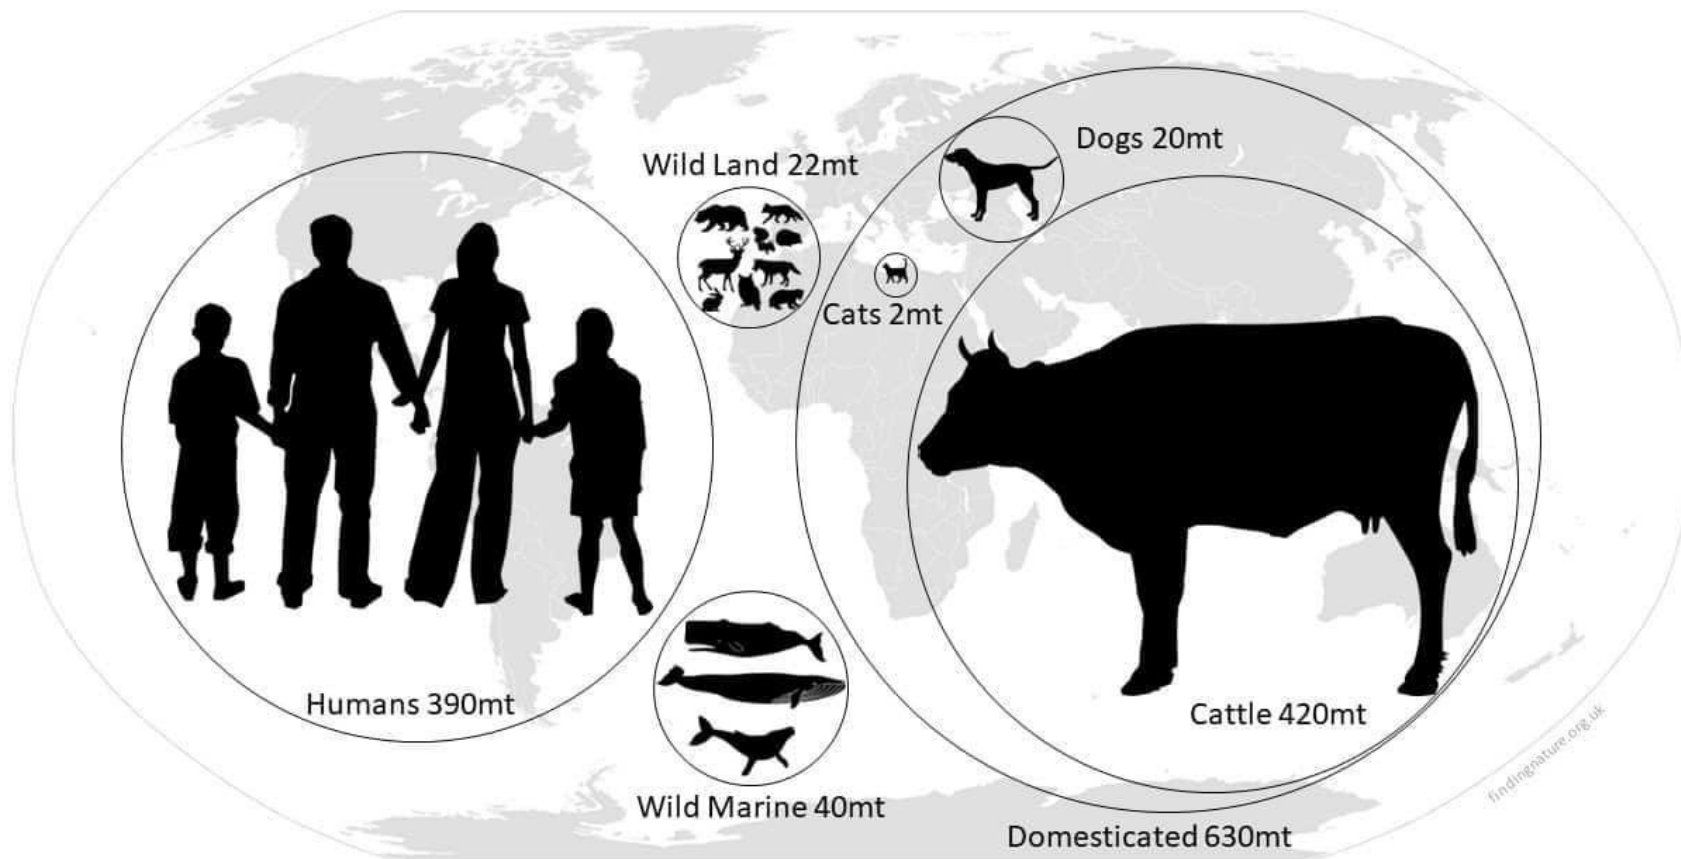 Dogs 20mt
Wild Land 22mt
Cats 2mt
Humans 390mt
Cattle 420mt
Wild Marine 40mt
Domesticated 630mt
findingnature.org.uk